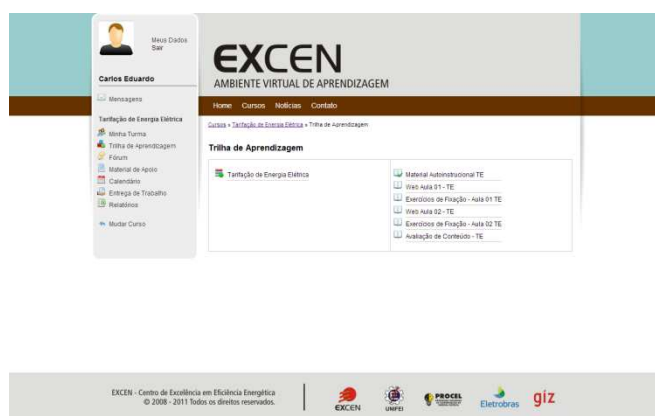 Meus Dados
Sair
Carlos Eduardo
Mensagens
Tarifação de Energia Elétrica
Minha Turma
Trilha de Aprendizagem
Fórum
Material de Apoio
Calendário
Entrega de Trabalho
Relatórios
Mudar Curso
EXCEN
AMBIENTE VIRTUAL DE APRENDIZAGEM
Home Cursos Notícias Contato
Cursos » Tarifação de Energia Elétrica » Trilha de Aprendizagem
Trilha de Aprendizagem
Tarifação de Energia Elétrica
Material Autoinstrucional TE
Web Aula 01 - TE
Exercícios de Fixação - Aula 01 TE
Web Aula 02 - TE
Exercícios de Fixação - Aula 02 TE
Avaliação de Conteúdo - TE
EXCEN - Centro de Excelência em Eficiência Energética
© 2008 - 2011 Todos os direitos reservados.
EXCEN
UNIFEI
PROCEL
Eletrobras
giz